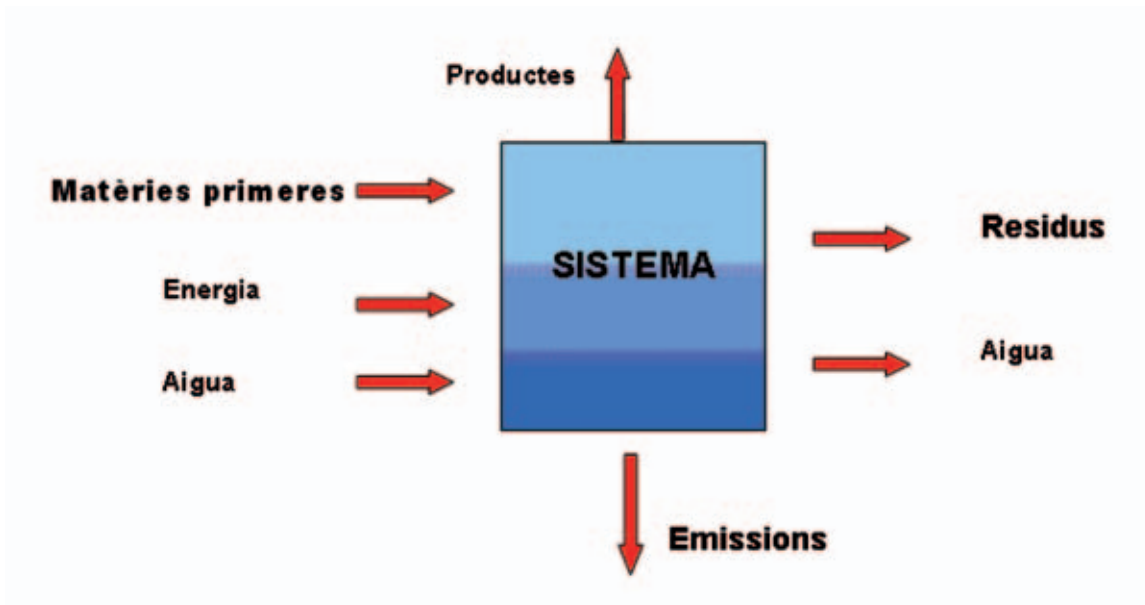 Productes
Matèries primeres
Residus
SISTEMA
Energia
Aigua
Aigua
Emissions